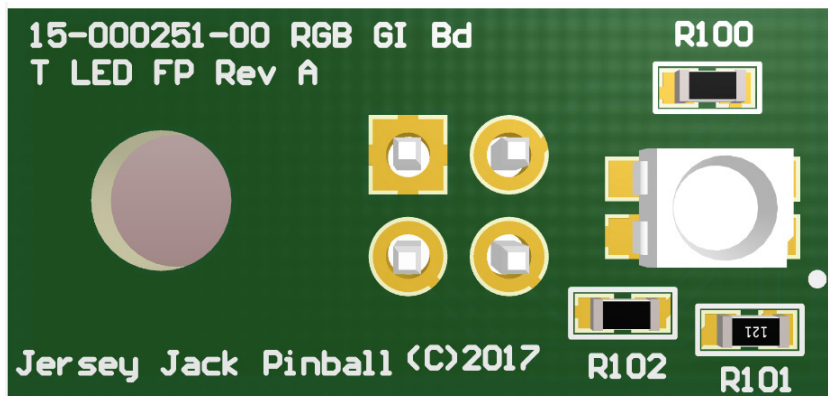 15-000251-00 RGB GI Bd
T LED FP Rev A
R100
121
R102
R101
Jersey Jack Pinball (C)2017